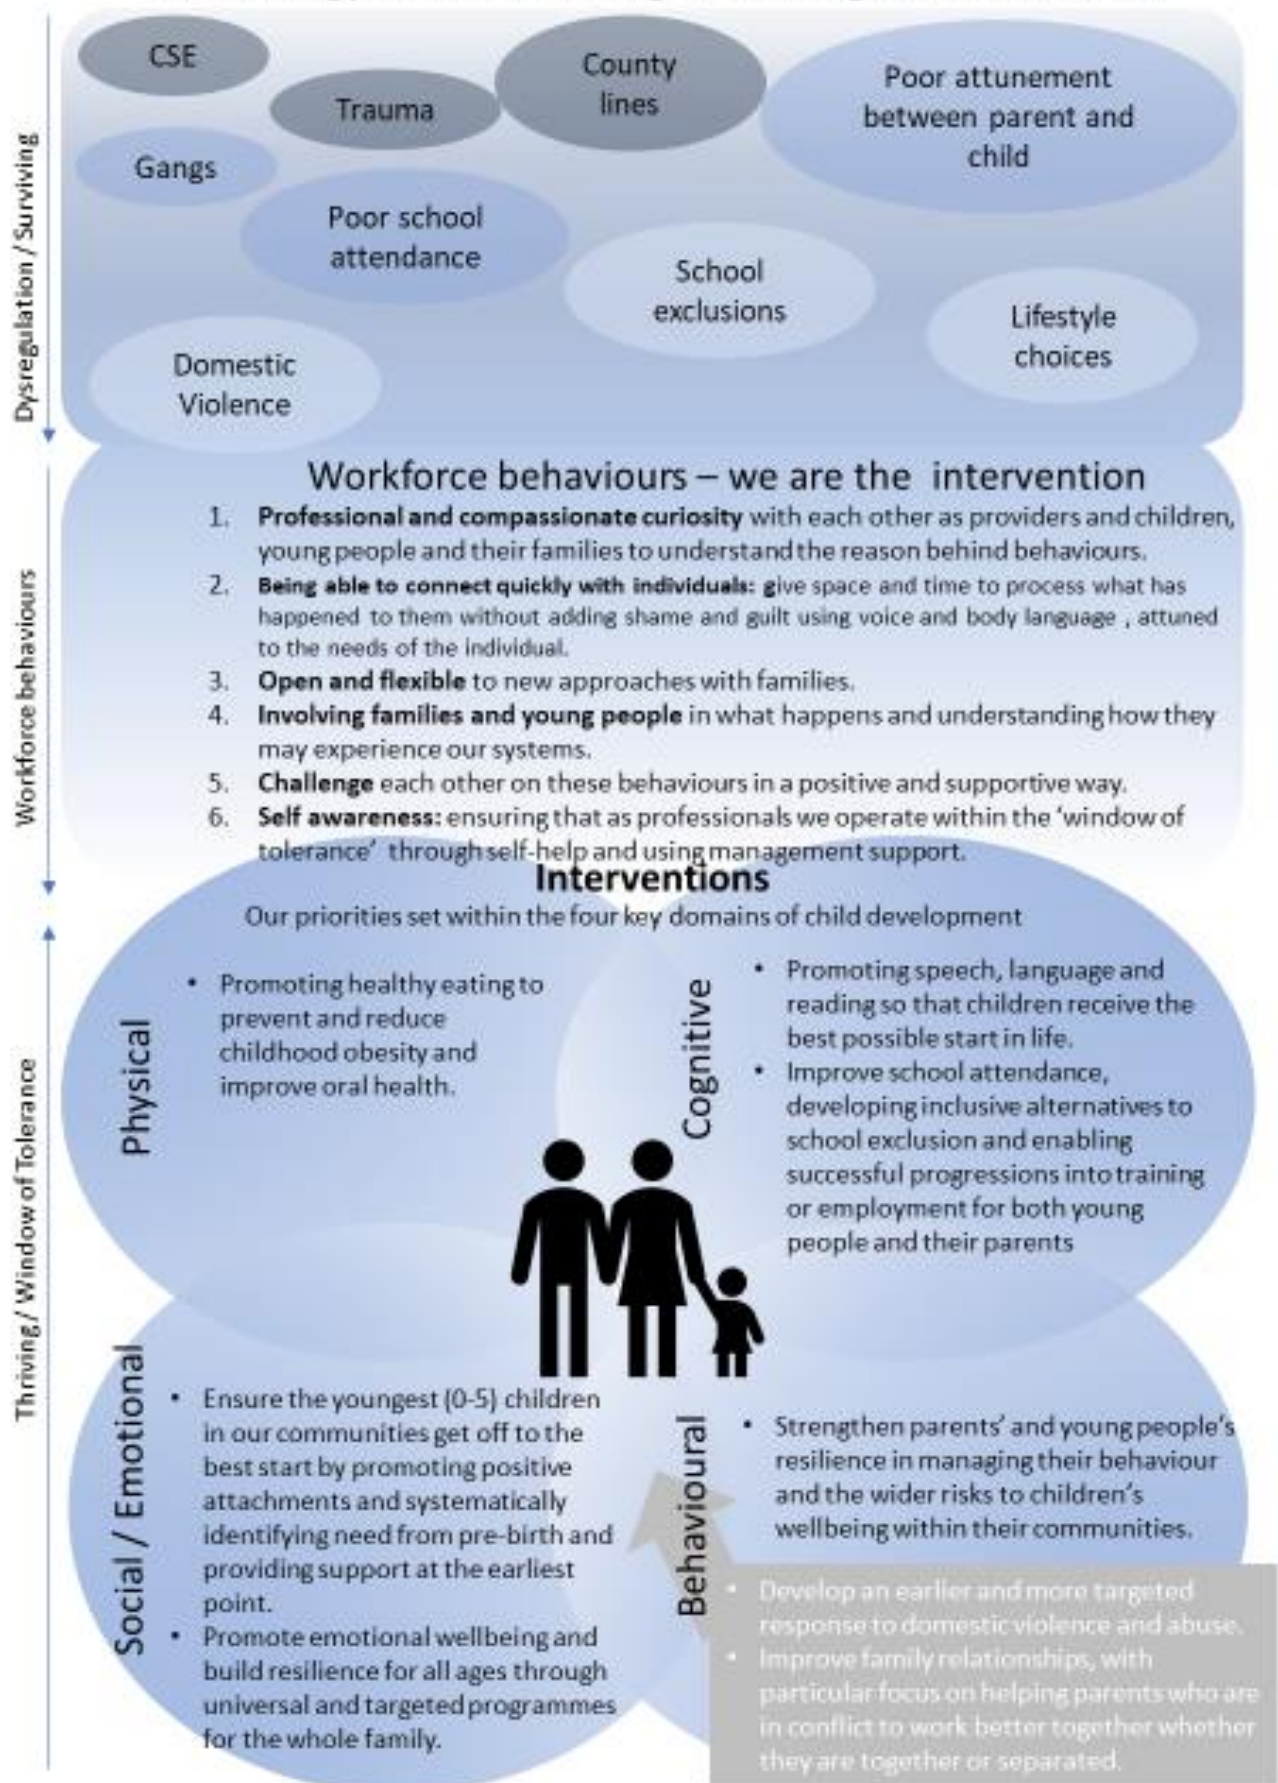 CSE
Trauma
County
lines
Poor attunement
between parent and
child
Gangs
Poor school
attendance
School
exclusions
Lifestyle
choices
Domestic
Violence
Dysregulation / Surviving
Workforce behaviours – we are the intervention
1. Professional and compassionate curiosity with each other as providers and children,
young people and their families to understand the reason behind behaviours.
2. Being able to connect quickly with individuals: give space and time to process what has
happened to them without adding shame and guilt using voice and body language , attuned
to the needs of the individual.
3. Open and flexible to new approaches with families.
4. Involving families and young people in what happens and understanding how they
may experience our systems.
5. Challenge each other on these behaviours in a positive and supportive way.
6. Self awareness: ensuring that as professionals we operate within the ‘window of
tolerance’ through self-help and using management support.
Workforce behaviours
Interventions
Our priorities set within the four key domains of child development
Thriving / Window of Tolerance
Physical
• Promoting healthy eating to
prevent and reduce
childhood obesity and
improve oral health.
Cognitive
• Promoting speech, language and
reading so that children receive the
best possible start in life.
• Improve school attendance,
developing inclusive alternatives to
school exclusion and enabling
successful progressions into training
or employment for both young
people and their parents
Social / Emotional
• Ensure the youngest (0-5) children
in our communities get off to the
best start by promoting positive
attachments and systematically
identifying need from pre-birth and
providing support at the earliest
point.
• Promote emotional wellbeing and
build resilience for all ages through
universal and targeted programmes
for the whole family.
Behavioural
• Strengthen parents’ and young people’s
resilience in managing their behaviour
and the wider risks to children’s
wellbeing within their communities.
• Develop an earlier and more targeted
response to domestic violence and abuse.
• Improve family relationships, with
particular focus on helping parents who are
in conflict to work better together whether
they are together or separated.